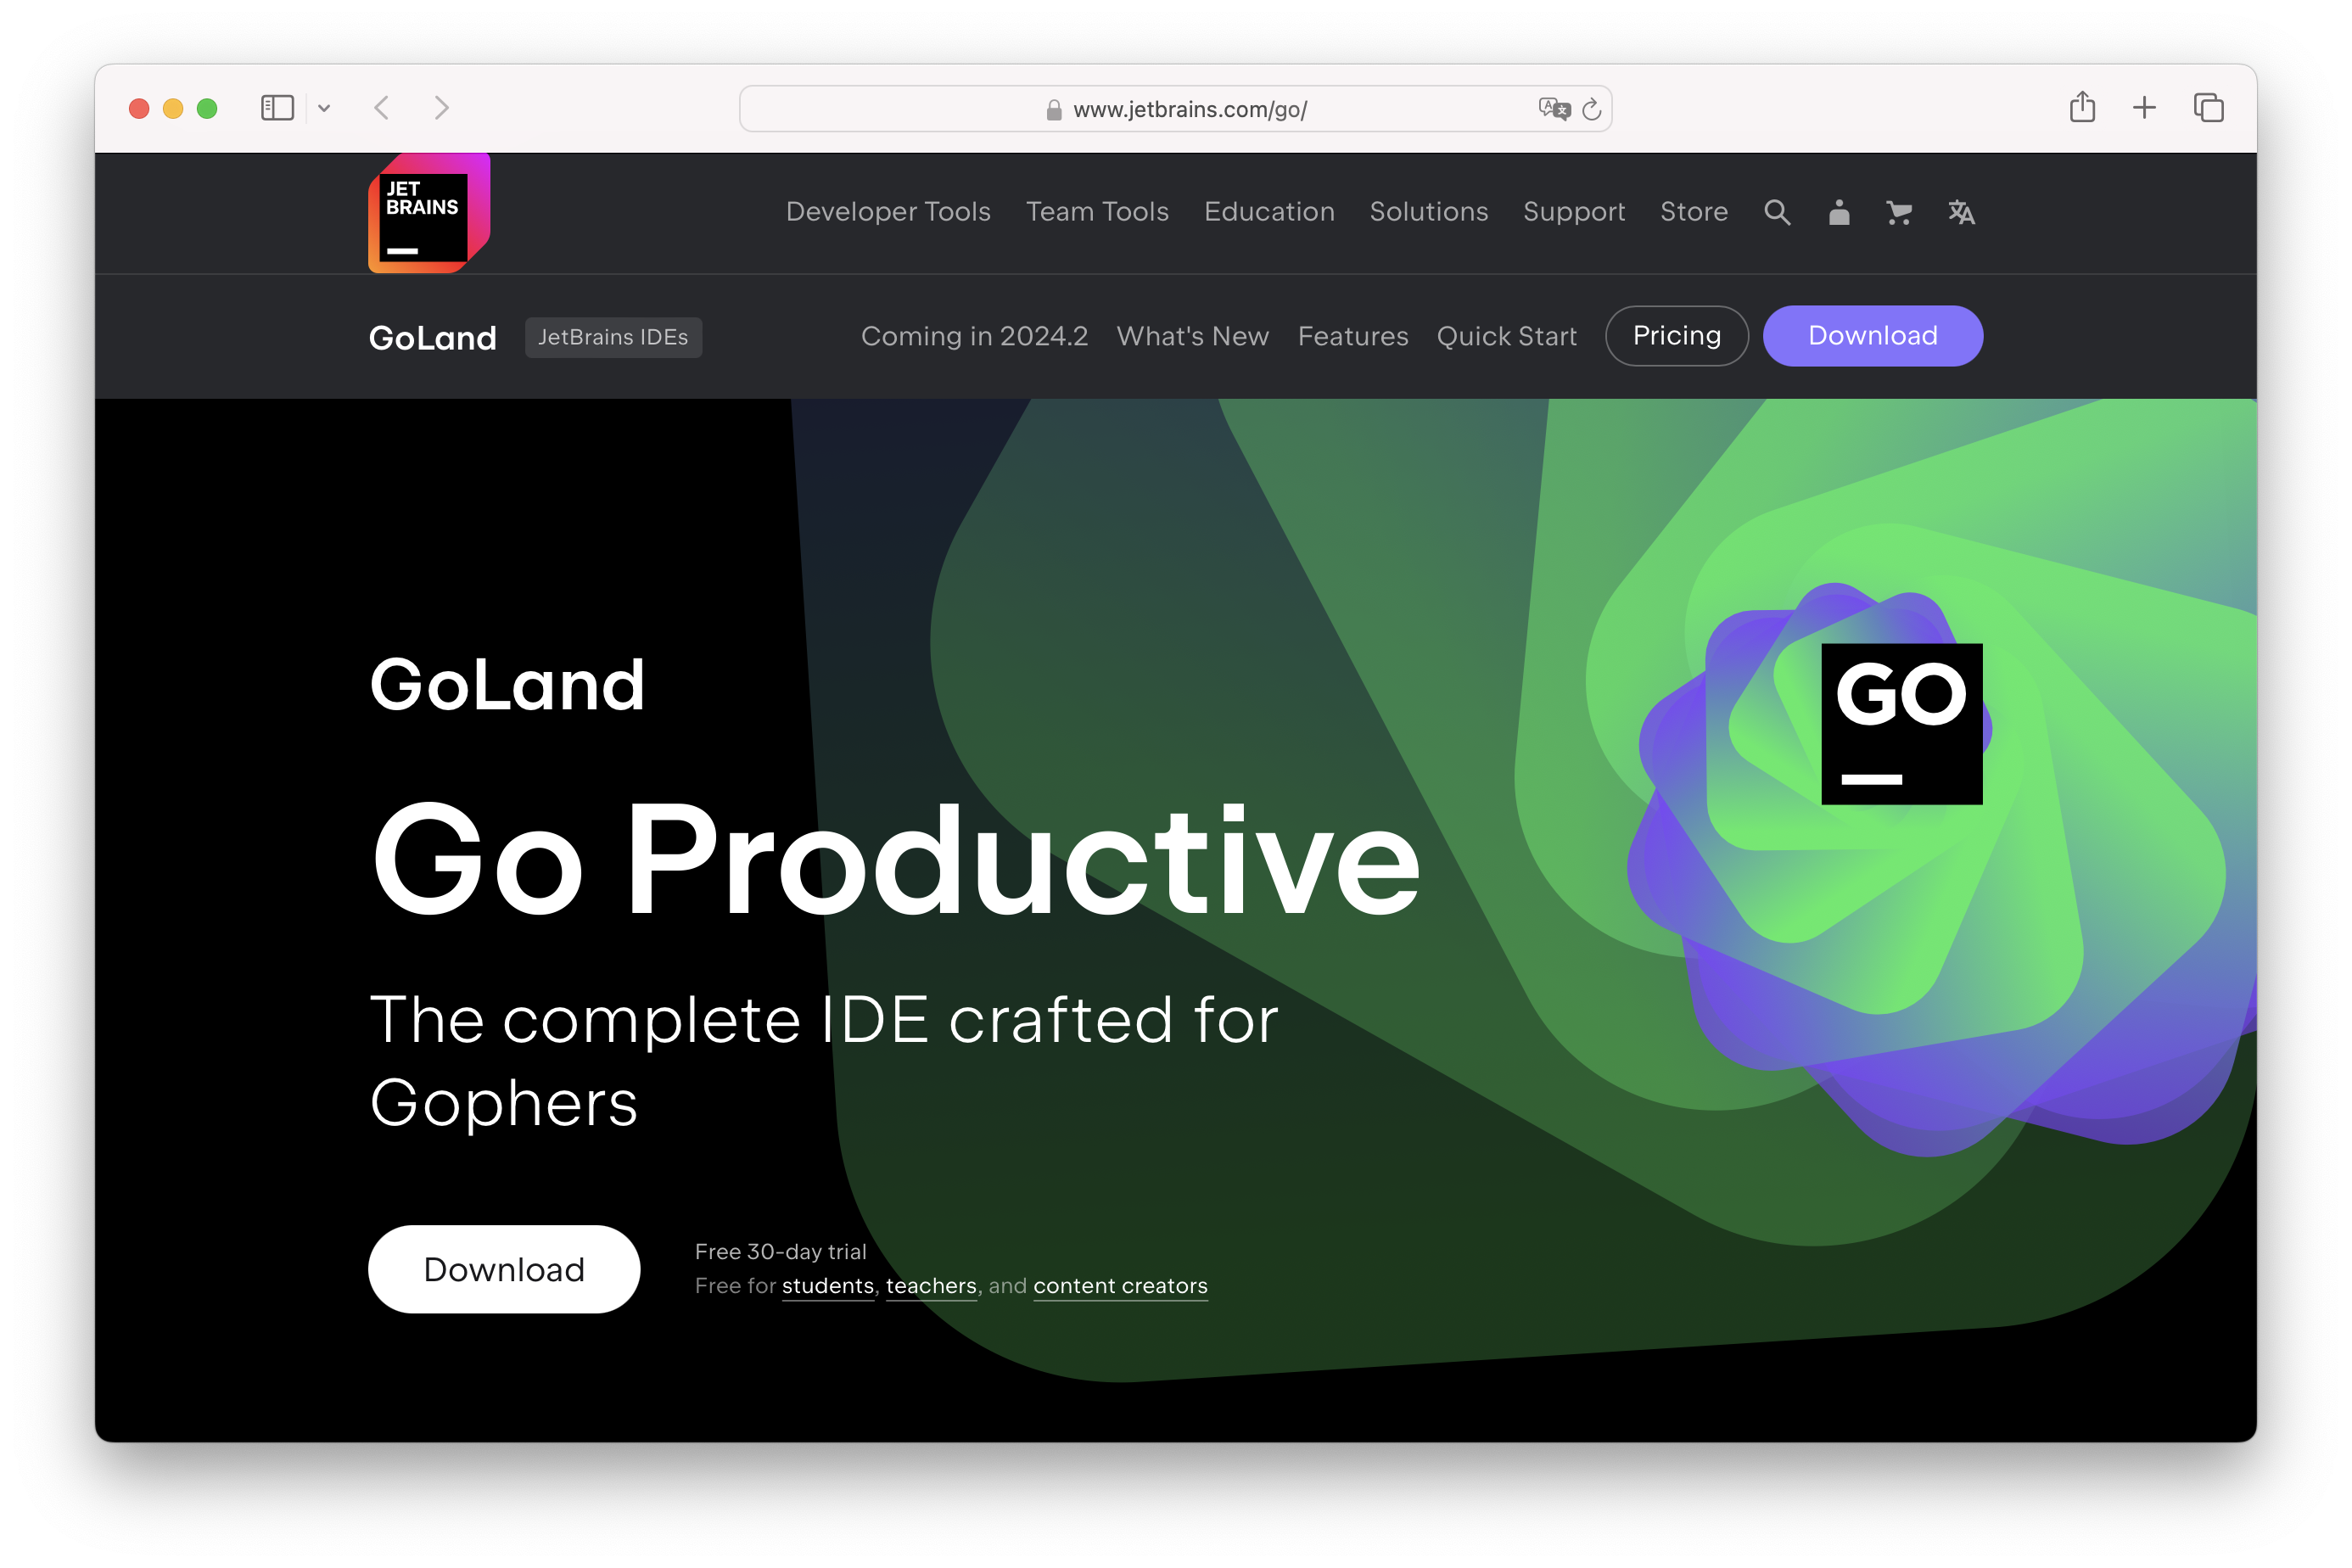 www.jetbrains.com/go/
JET
BRAINS
Developer Tools Team Tools Education Solutions Support Store
GoLand JetBrains IDEs Coming in 2024.2 What's New Features Quick Start Pricing Download
GoLand
GO
Go Productive
The complete IDE crafted for
Gophers
Download
Free 30-day trial
Free for students, teachers, and content creators